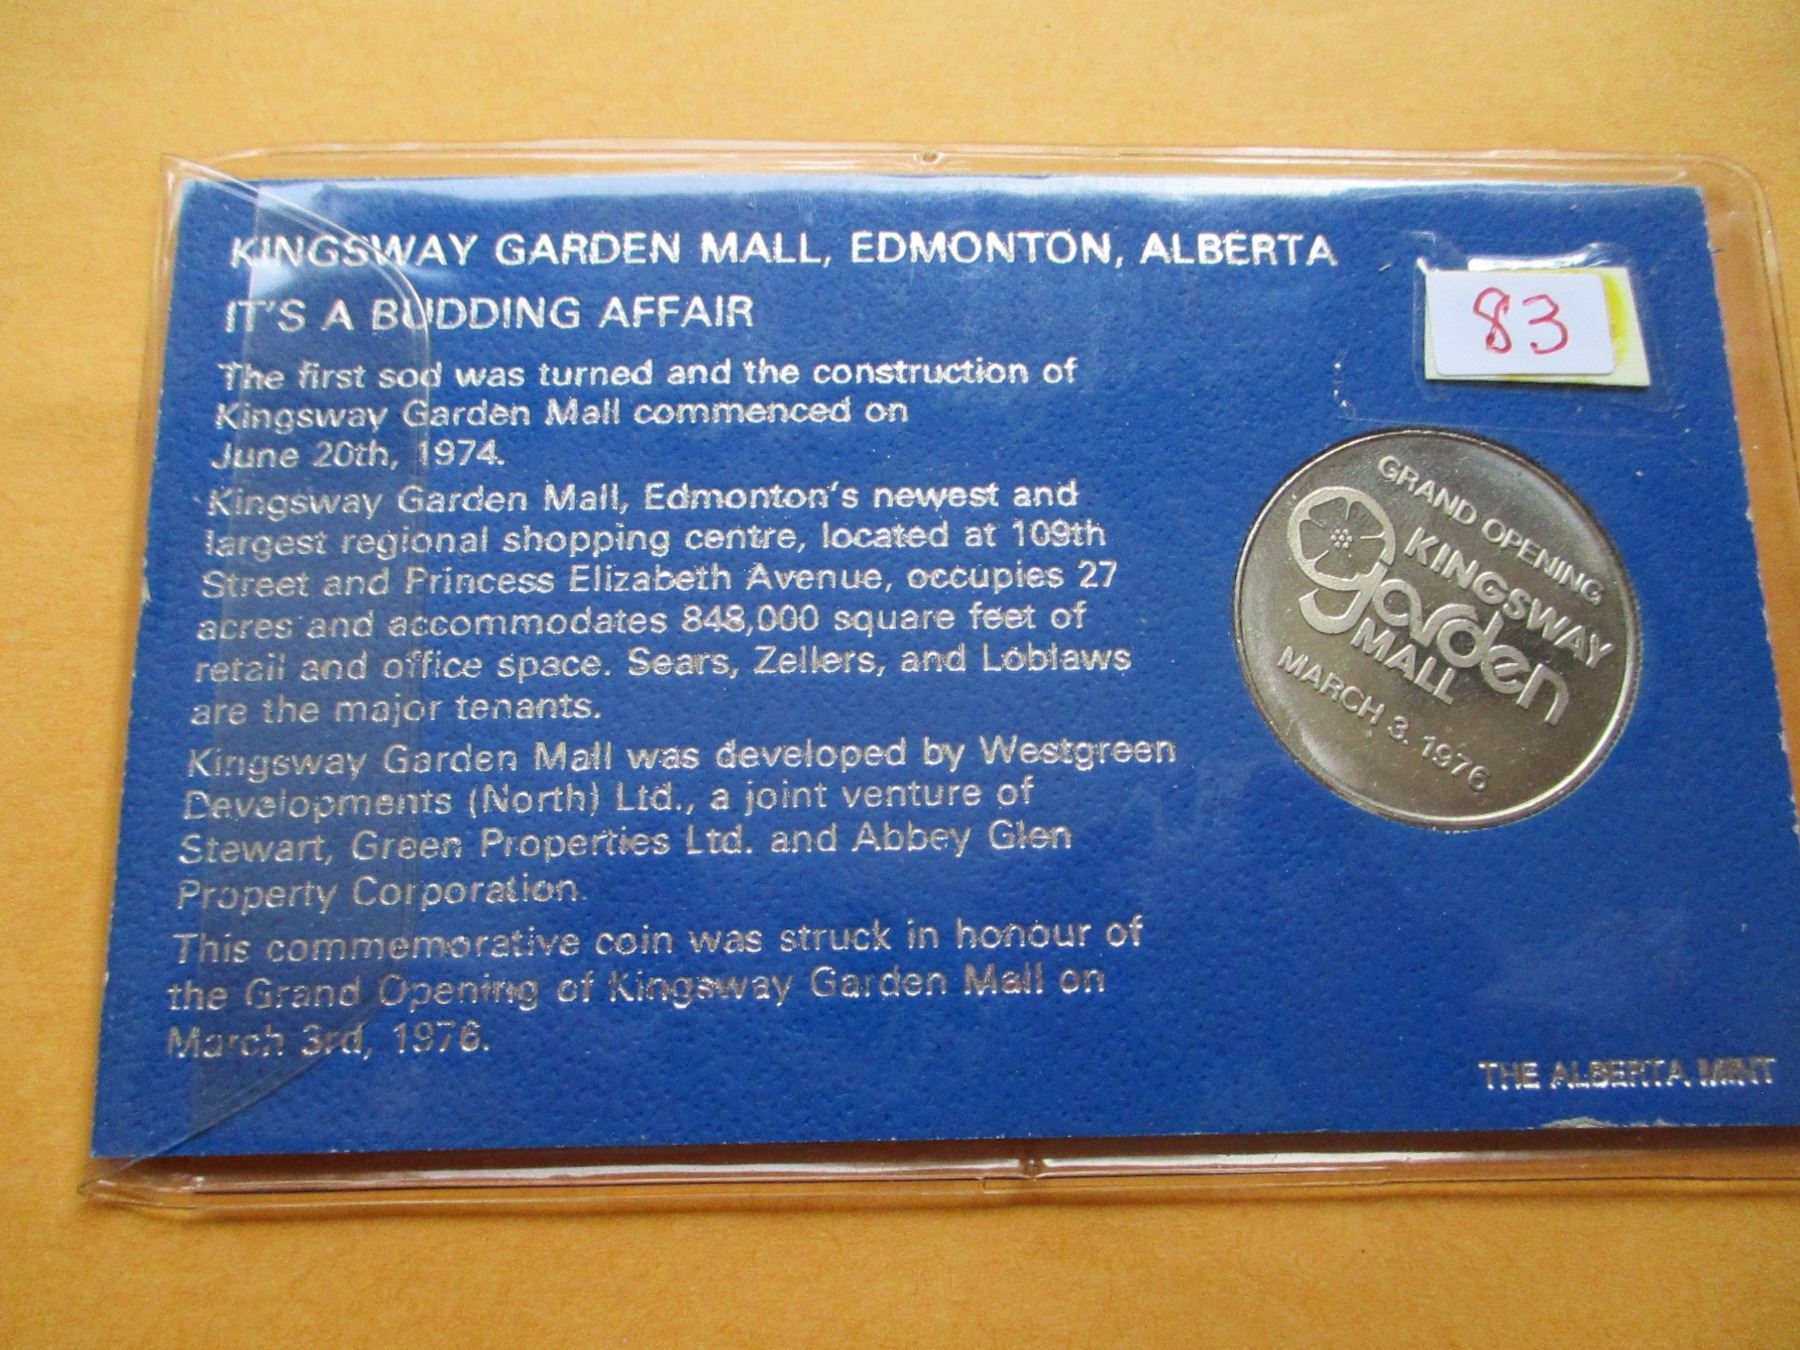 KINGSWAY GARDEN MALL, EDMONTON, ALBERTA
IT'S A BUDDING AFFAIR
The first sod was turned and the construction of
Kingsway Garden Mall commenced on
June 20th, 1974.
Kingsway Garden Mall, Edmonton's newest and
largest regional shopping centre, located at 109th
Street and Princess Elizabeth Avenue, occupies 27
acres and accommodates 848,000 square feet of
retail and office space. Sears, Zellers, and Loblaws
are the major tenants.
Kingsway Garden Mall was developed by Westgreen
Developments (North) Ltd., a joint venture of
Stewart, Green Properties Ltd. and Abbey Glen
Property Corporation.
This commemorative coin was struck in honour of
the Grand Opening of Kingsway Garden Mall on
March 3rd, 1976.
83
GRAND OPENING
KINGSWAY
garden
MALL
MARCH 3. 1976
THE ALBERTA MINT